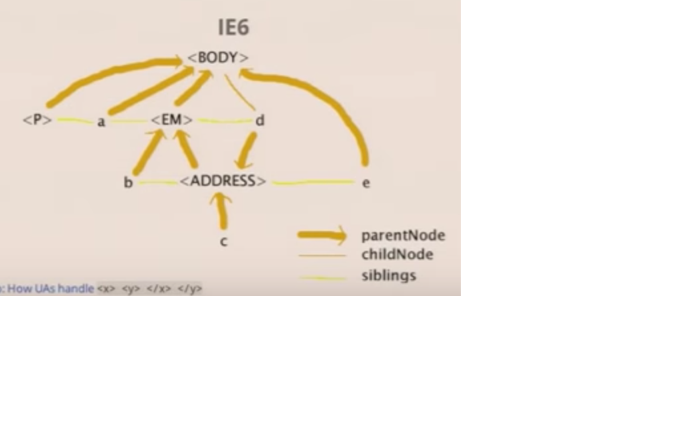 IE6
<BODY>
<P> a <EM> d
b <ADDRESS> e
c
parentNode
childNode
siblings
: How UAs handle <x> <y> </x> </y>